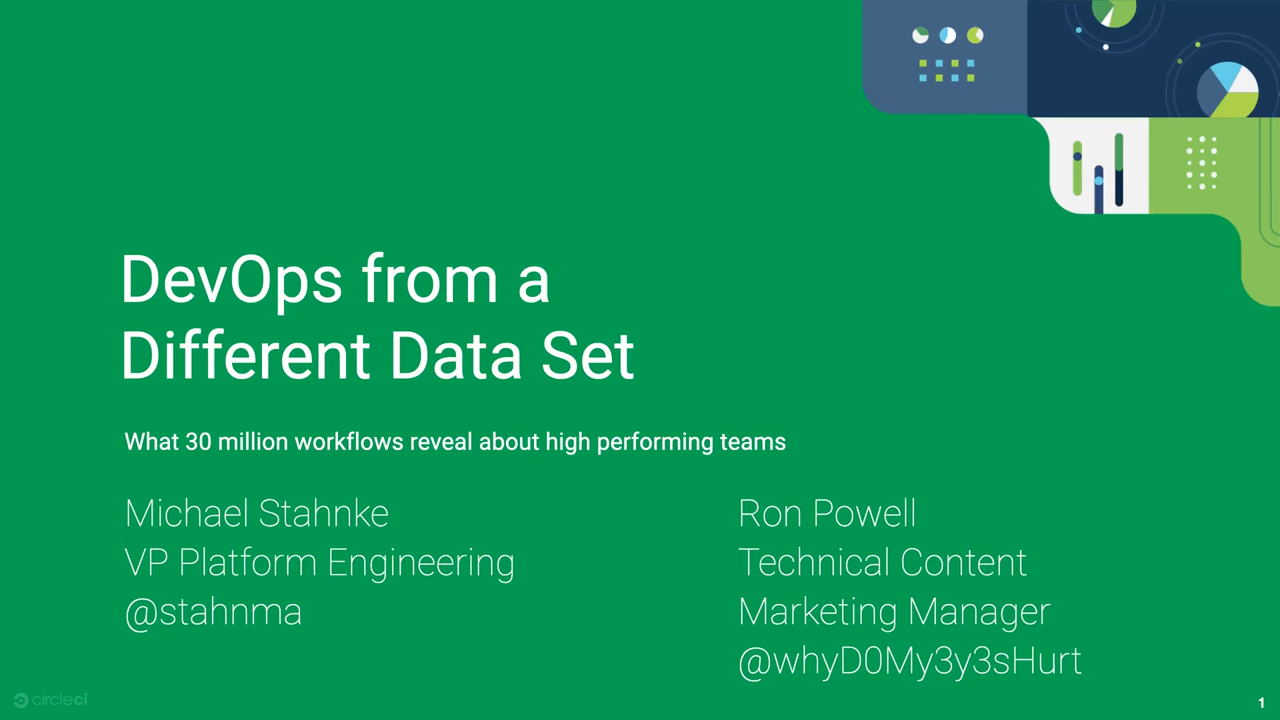 DevOps from a
Different Data Set
What 30 million workflows reveal about high performing teams
Michael Stahnke
VP Platform Engineering
@stahnma
Ron Powell
Technical Content
Marketing Manager
@whyD0My3y3sHurt
circleci
1